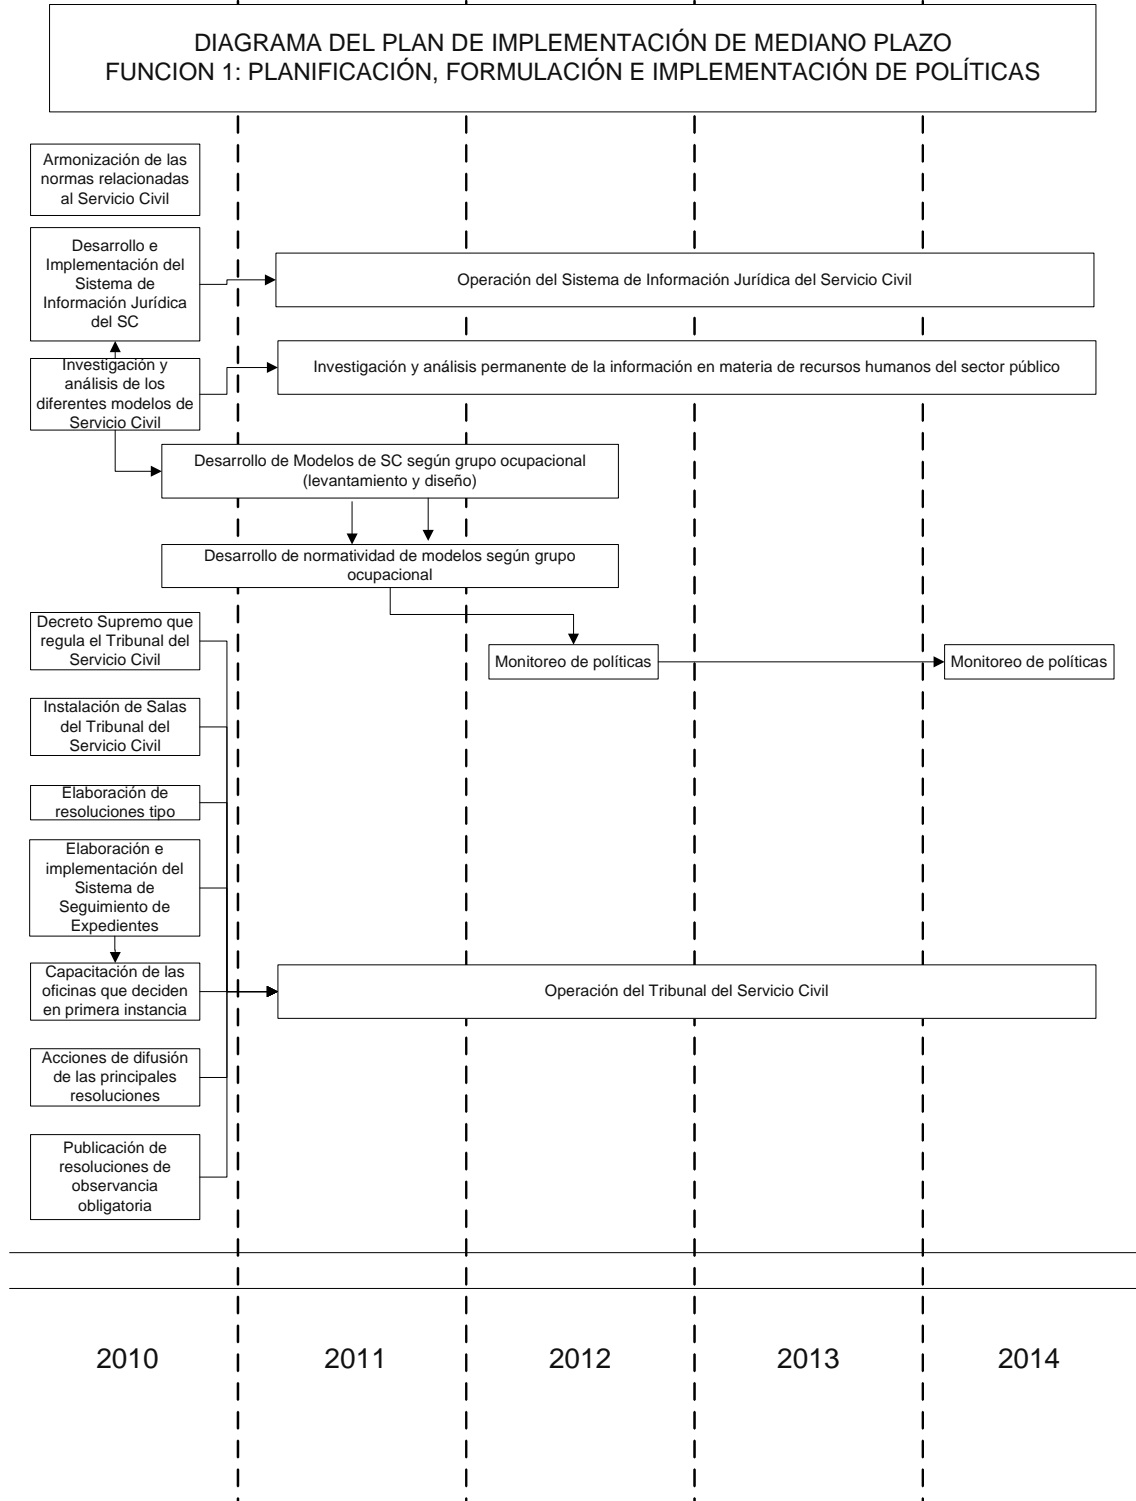 DIAGRAMA DEL PLAN DE IMPLEMENTACIÓN DE MEDIANO PLAZO
FUNCION 1: PLANIFICACIÓN, FORMULACIÓN E IMPLEMENTACIÓN DE POLÍTICAS
Armonización de las
normas relacionadas
al Servicio Civil
Desarrollo e
Implementación del
Sistema de
Información Jurídica
del SC
Operación del Sistema de Información Jurídica del Servicio Civil
Investigación y
análisis de los
diferentes modelos de
Servicio Civil
Investigación y análisis permanente de la información en materia de recursos humanos del sector público
Desarrollo de Modelos de SC según grupo ocupacional
(levantamiento y diseño)
Desarrollo de normatividad de modelos según grupo
ocupacional
Decreto Supremo que
regula el Tribunal del
Servicio Civil
Monitoreo de políticas
Monitoreo de políticas
Instalación de Salas
del Tribunal del
Servicio Civil
Elaboración de
resoluciones tipo
Elaboración e
implementación del
Sistema de
Seguimiento de
Expedientes
Capacitación de las
oficinas que deciden
en primera instancia
Operación del Tribunal del Servicio Civil
Acciones de difusión
de las principales
resoluciones
Publicación de
resoluciones de
observancia
obligatoria
2010
2011
2012
2013
2014